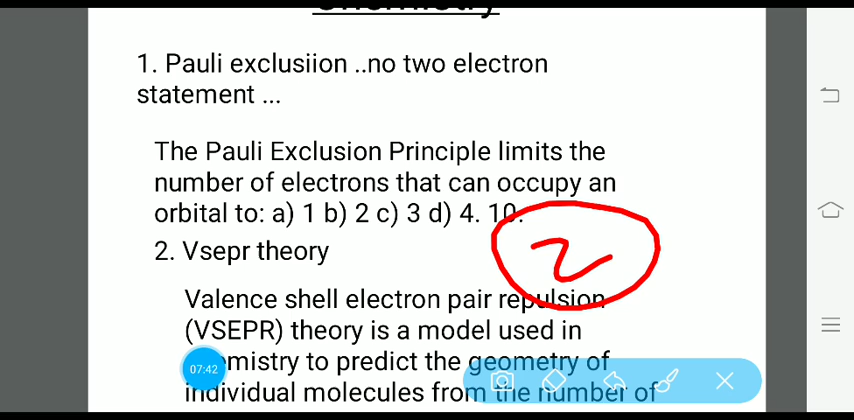 Chemistry
1. Pauli exclusiion ..no two electron
statement ...
The Pauli Exclusion Principle limits the
number of electrons that can occupy an
orbital to: a) 1 b) 2 c) 3 d) 4. 10.
2
2. Vsepr theory
Valence shell electron pair repulsion
(VSEPR) theory is a model used in
chemistry to predict the geometry of
07:42
individual molecules from the number of